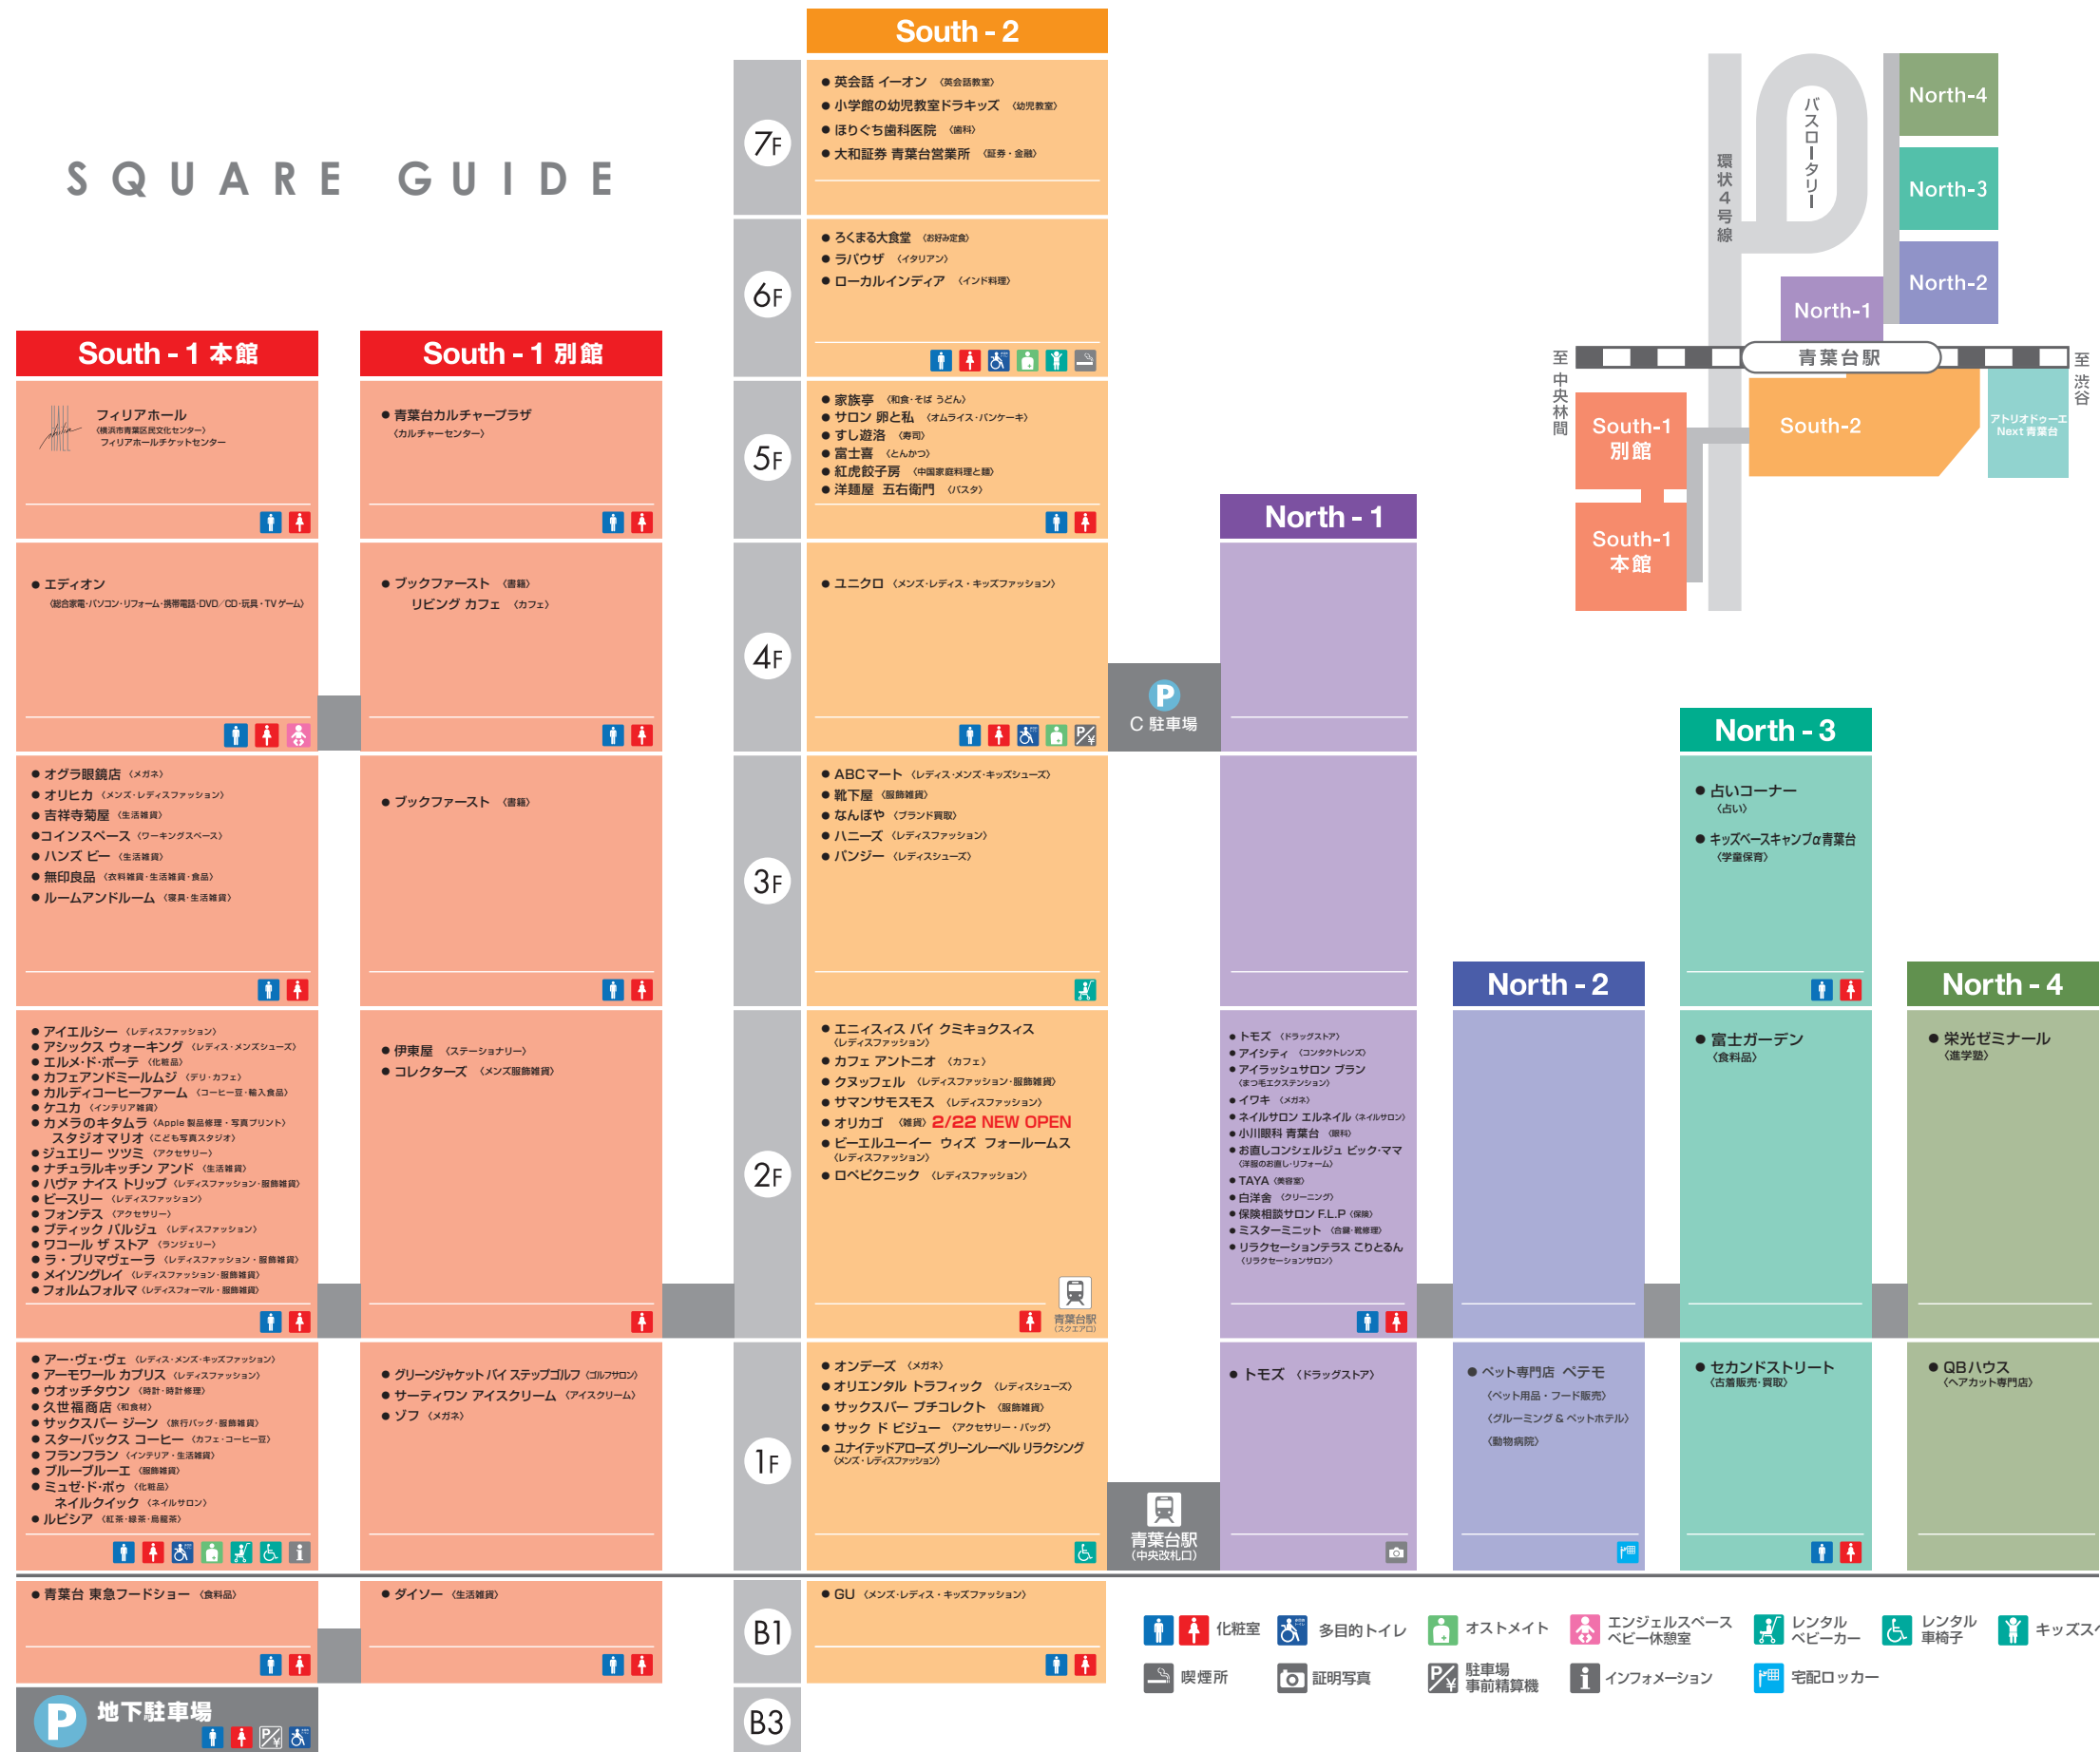 SQUARE GUIDE
South - 2
7F
● 英会話 イーオン 〈英会話教室〉
● 小学館の幼児教室ドラキッズ 〈幼児教室〉
● ほりぐち歯科医院 〈歯科〉
● 大和証券 青葉台営業所 〈証券・金融〉
6F
● ろくまる大食堂 〈お好み定食〉
● ラパウザ 〈イタリアン〉
● ローカルインディア 〈インド料理〉
South - 1 本館
South - 1 別館
フィリアホール
〈横浜市青葉区民文化センター〉
フィリアホールチケットセンター
● 青葉台カルチャープラザ
〈カルチャーセンター〉
5F
● 家族亭 〈和食・そば うどん〉
● サロン 卵と私 〈オムライス・パンケーキ〉
● すし遊洛 〈寿司〉
● 富士喜 〈とんかつ〉
● 紅虎餃子房 〈中国家庭料理と麺〉
● 洋麺屋 五右衛門 〈パスタ〉
● エディオン
〈総合家電・パソコン・リフォーム・携帯電話・DVD／CD・玩具・TVゲーム〉
● ブックファースト 〈書籍〉
リビング カフェ 〈カフェ〉
4F
● ユニクロ 〈メンズ・レディス・キッズファッション〉
P
C 駐車場
North - 1
● オグラ眼鏡店 〈メガネ〉
● オリヒカ 〈メンズ・レディスファッション〉
● 吉祥寺菊屋 〈生活雑貨〉
●コインスペース 〈ワーキングスペース〉
● ハンズ ビー 〈生活雑貨〉
● 無印良品 〈衣料雑貨・生活雑貨・食品〉
● ルームアンドルーム 〈寝具・生活雑貨〉
● ブックファースト 〈書籍〉
3F
● ABCマート 〈レディス・メンズ・キッズシューズ〉
● 靴下屋 〈服飾雑貨〉
● なんぼや 〈ブランド買取〉
● ハニーズ 〈レディスファッション〉
● パンジー 〈レディスシューズ〉
North - 3
● 占いコーナー
〈占い〉
● キッズベースキャンプα青葉台
〈学童保育〉
● アイエルシー 〈レディスファッション〉
● アシックス ウォーキング 〈レディス・メンズシューズ〉
● エルメ・ド・ボーテ 〈化粧品〉
● カフェアンドミールムジ 〈デリ・カフェ〉
● カルディコーヒーファーム 〈コーヒー豆・輸入食品〉
● ケユカ 〈インテリア雑貨〉
● カメラのキタムラ 〈Apple 製品修理・写真プリント〉
スタジオマリオ 〈こども写真スタジオ〉
● ジュエリー ツツミ 〈アクセサリー〉
● ナチュラルキッチン アンド 〈生活雑貨〉
● ハヴァ ナイス トリップ 〈レディスファッション・服飾雑貨〉
● ビースリー 〈レディスファッション〉
● フォンテス 〈アクセサリー〉
● ブティック バルジュ 〈レディスファッション〉
● ワコール ザ ストア 〈ランジェリー〉
● ラ・プリマヴェーラ 〈レディスファッション・服飾雑貨〉
● メイソングレイ 〈レディスファッション・服飾雑貨〉
● フォルムフォルマ 〈レディスフォーマル・服飾雑貨〉
● 伊東屋 〈ステーショナリー〉
● コレクターズ 〈メンズ服飾雑貨〉
2F
● エニィスィス バイ クミキョクスィス
〈レディスファッション〉
● カフェ アントニオ 〈カフェ〉
● クヌッフェル 〈レディスファッション・服飾雑貨〉
● サマンサモスモス 〈レディスファッション〉
● オリカゴ 〈雑貨〉 2/22 NEW OPEN
● ビーエルユーイー ウィズ フォールームス
〈レディスファッション〉
● ロペピクニック 〈レディスファッション〉
青葉台駅
(スクエア口)
● トモズ 〈ドラッグストア〉
● アイシティ 〈コンタクトレンズ〉
● アイラッシュサロン ブラン
〈まつ毛エクステンション〉
● イワキ 〈メガネ〉
● ネイルサロン エルネイル 〈ネイルサロン〉
● 小川眼科 青葉台 〈眼科〉
● お直しコンシェルジュ ビック・ママ
〈洋服のお直し・リフォーム〉
● TAYA 〈美容室〉
● 白洋舎 〈クリーニング〉
● 保険相談サロン F.L.P 〈保険〉
● ミスターミニット 〈合鍵・靴修理〉
● リラクセーションテラス こりとるん
〈リラクセーションサロン〉
North - 2
● 富士ガーデン
〈食料品〉
North - 4
● 栄光ゼミナール
〈進学塾〉
● アー・ヴェ・ヴェ 〈レディス・メンズ・キッズファッション〉
● アーモワール カプリス 〈レディスファッション〉
● ウオッチタウン 〈時計・時計修理〉
● 久世福商店 〈和食材〉
● サックスバー ジーン 〈旅行バッグ・服飾雑貨〉
● スターバックス コーヒー 〈カフェ・コーヒー豆〉
● フランフラン 〈インテリア・生活雑貨〉
● ブルーブルーエ 〈服飾雑貨〉
● ミュゼ・ド・ポゥ 〈化粧品〉
ネイルクイック 〈ネイルサロン〉
● ルピシア 〈紅茶・緑茶・烏龍茶〉
i
● グリーンジャケット バイ ステップゴルフ 〈ゴルフサロン〉
● サーティワン アイスクリーム 〈アイスクリーム〉
● ゾフ 〈メガネ〉
1F
● オンデーズ 〈メガネ〉
● オリエンタル トラフィック 〈レディスシューズ〉
● サックスバー プチコレクト 〈服飾雑貨〉
● サック ド ビジュー 〈アクセサリー・バッグ〉
● ユナイテッドアローズ グリーンレーベル リラクシング
〈メンズ・レディスファッション〉
青葉台駅
(中央改札口)
● トモズ 〈ドラッグストア〉
● ペット専門店 ペテモ
〈ペット用品・フード販売〉
〈グルーミング & ペットホテル〉
〈動物病院〉
● セカンドストリート
〈古着販売・買取〉
● QBハウス
〈ヘアカット専門店〉
● 青葉台 東急フードショー 〈食料品〉
● ダイソー 〈生活雑貨〉
B1
● GU 〈メンズ・レディス・キッズファッション〉
P 地下駐車場
P/¥
B3
化粧室
多目的トイレ
オストメイト
エンジェルスペース
ベビー休憩室
レンタル
ベビーカー
レンタル
車椅子
キッズスペ
喫煙所
証明写真
P/¥ 駐車場
事前精算機
i インフォメーション
宅配ロッカー
環状4号線
バスロータリー
North-4
North-3
North-2
North-1
至 中央林間
青葉台駅
至 渋谷
South-1
別館
South-2
アトリオドゥーエ
Next 青葉台
South-1
本館